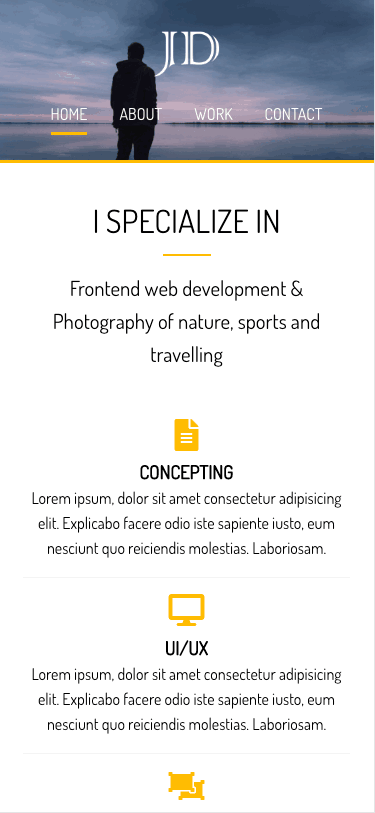 JD
HOME ABOUT WORK CONTACT
I SPECIALIZE IN
Frontend web development &
Photography of nature, sports and
travelling
CONCEPTING
Lorem ipsum, dolor sit amet consectetur adipisicing
elit. Explicabo facere odio iste sapiente iusto, eum
nesciunt quo reiciendis molestias. Laboriosam.
UI/UX
Lorem ipsum, dolor sit amet consectetur adipisicing
elit. Explicabo facere odio iste sapiente iusto, eum
nesciunt quo reiciendis molestias. Laboriosam.